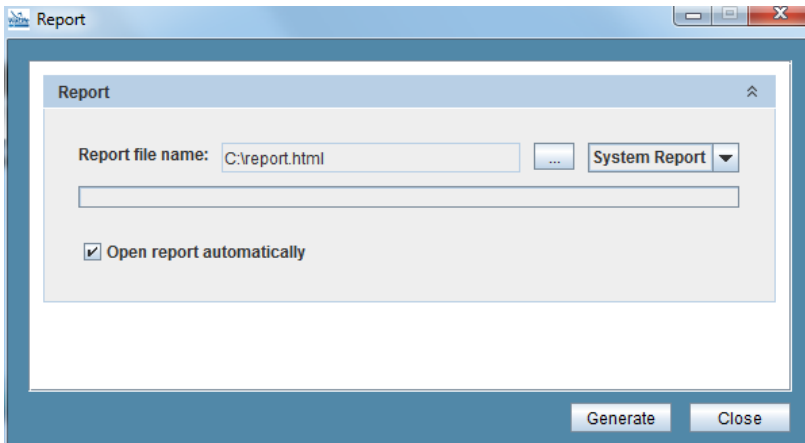 Report
Report
Report file name: C:\report.html ... System Report
Open report automatically
Generate Close